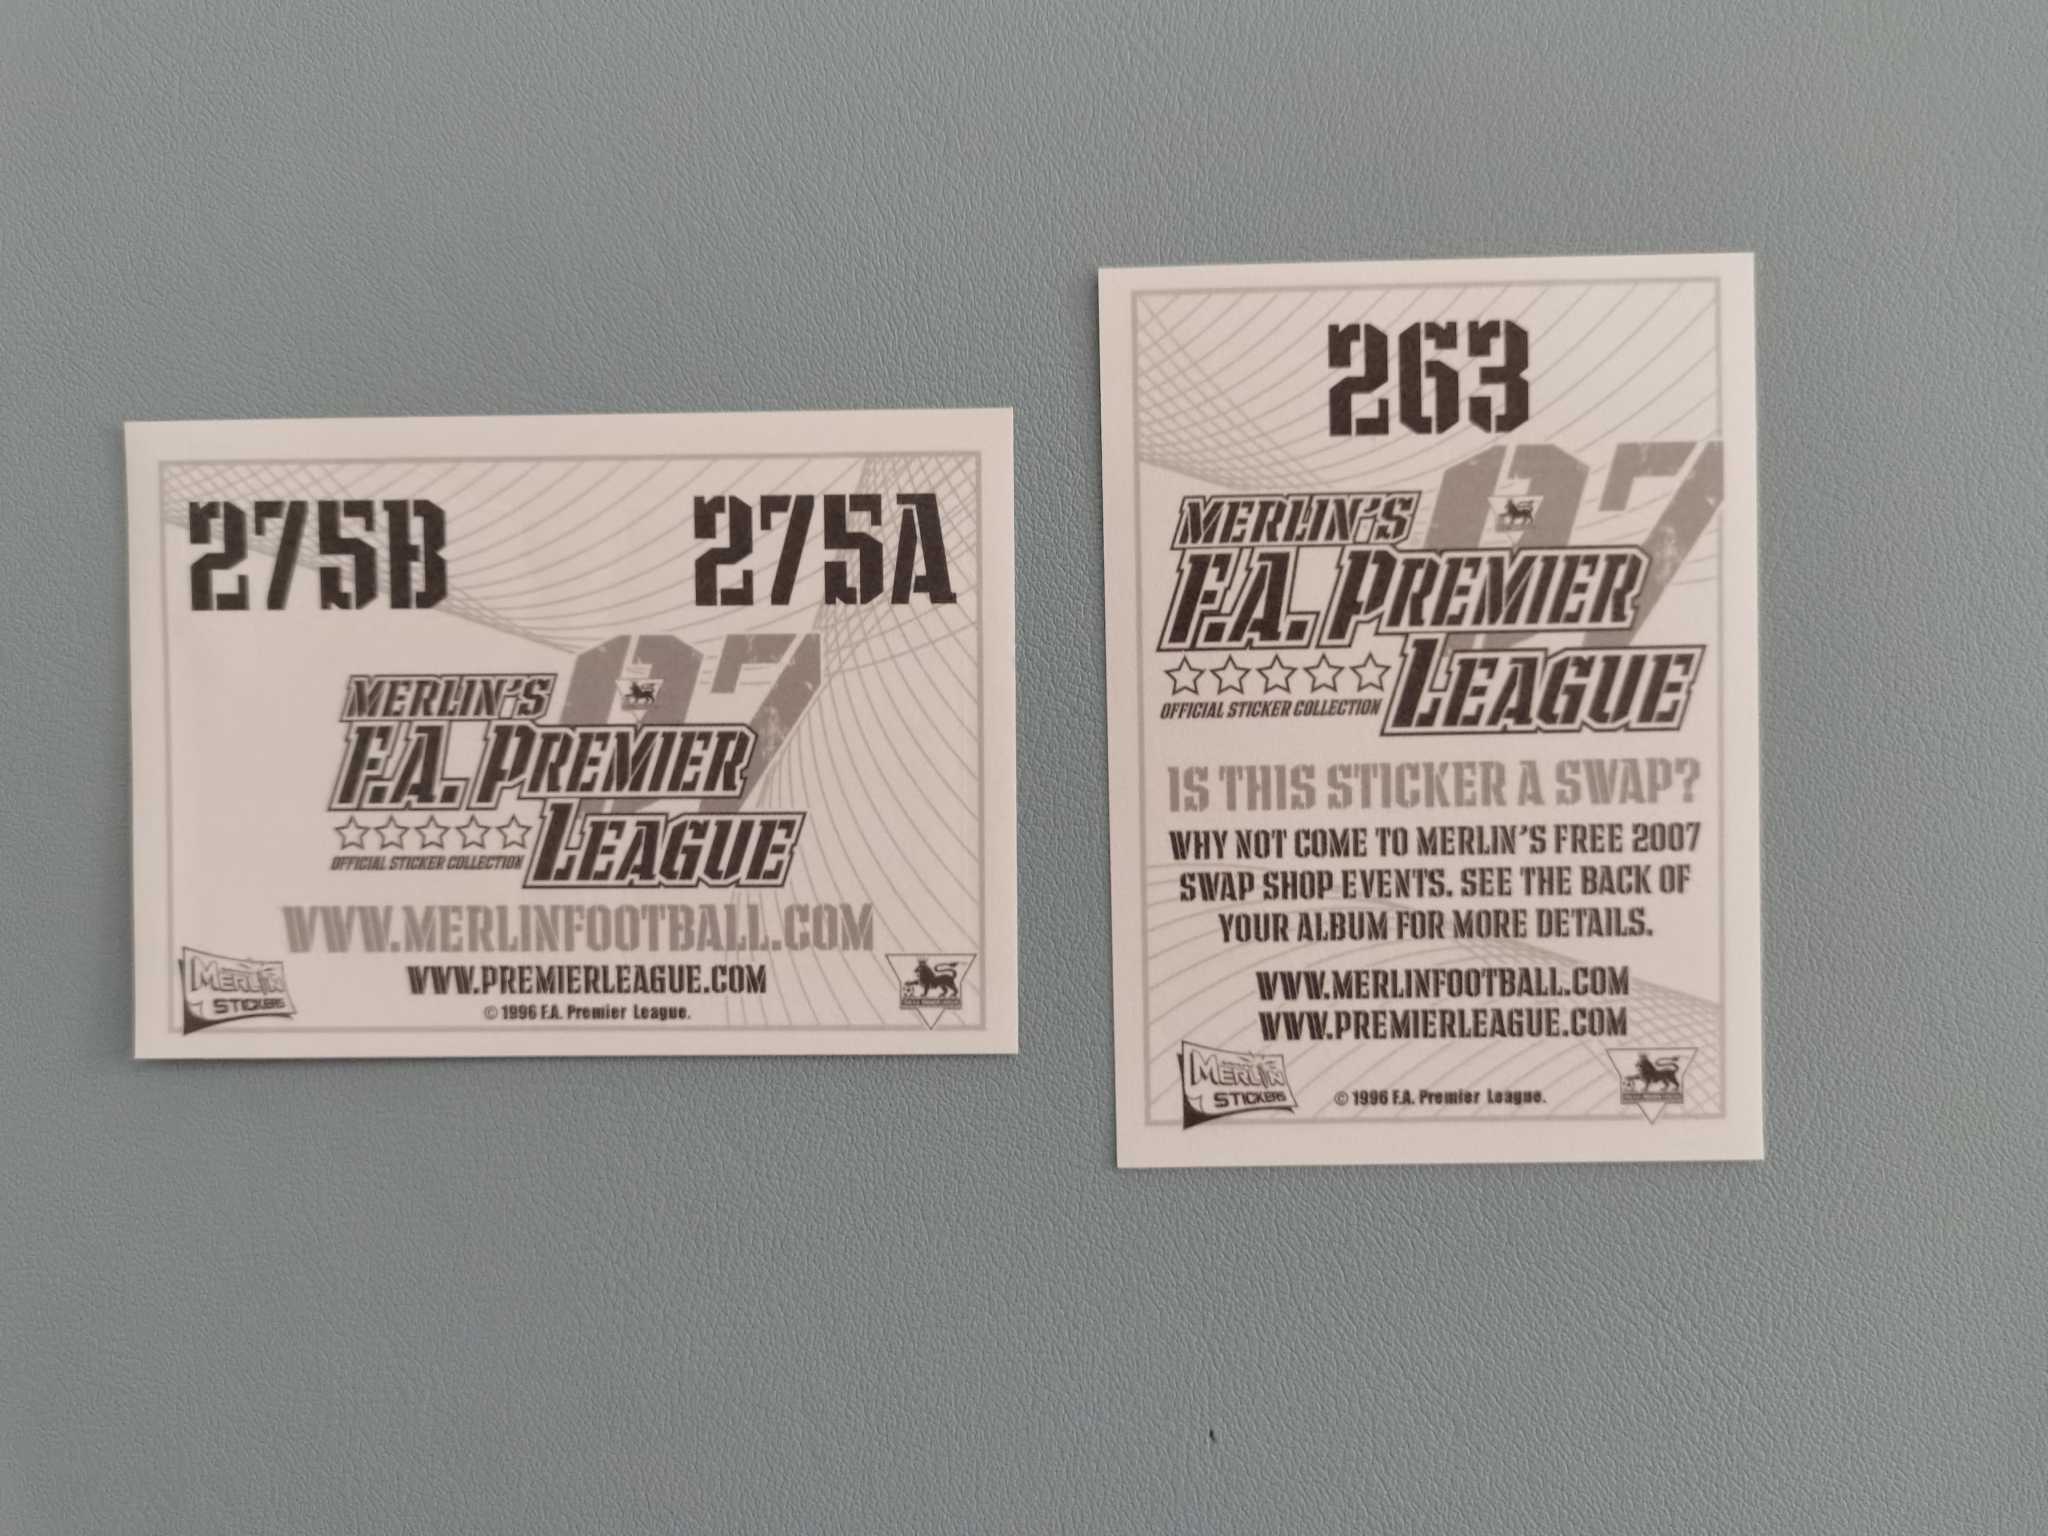 275B 275A
07
MERLIN'S
F.A. PREMIER
LEAGUE
OFFICIAL STICKER COLLECTION
WWW.MERLINFOOTBALL.COM
WWW.PREMIERLEAGUE.COM
© 1996 F.A. Premier League.
MERLIN
STICKERS
263
07
MERLIN'S
F.A. PREMIER
LEAGUE
OFFICIAL STICKER COLLECTION
IS THIS STICKER A SWAP?
WHY NOT COME TO MERLIN'S FREE 2007
SWAP SHOP EVENTS. SEE THE BACK OF
YOUR ALBUM FOR MORE DETAILS.
WWW.MERLINFOOTBALL.COM
WWW.PREMIERLEAGUE.COM
MERLIN
STICKERS
© 1996 F.A. Premier League.